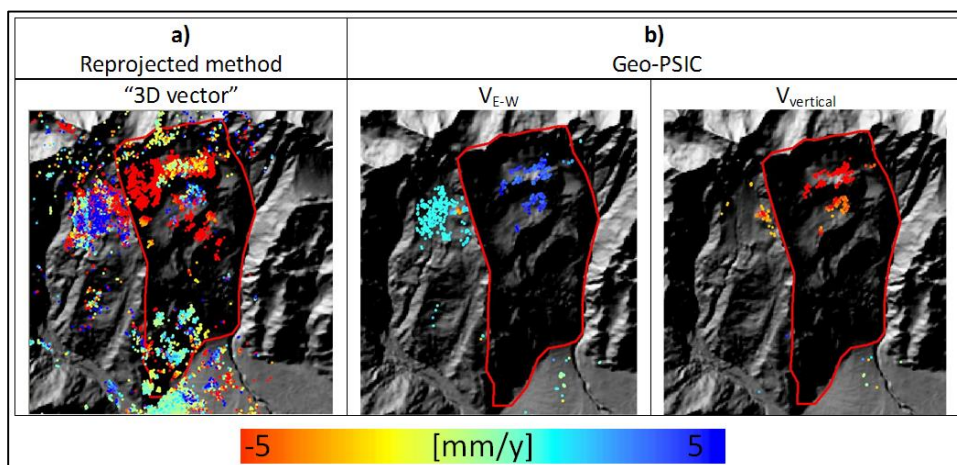 a)
Reprojected method
b)
Geo-PSIC
"3D vector"
VE-W
Vvertical
-5 [mm/y] 5